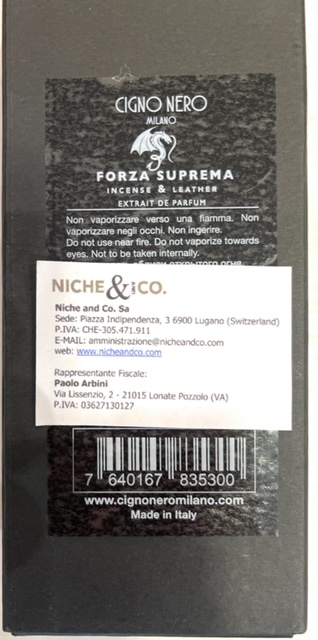 CIGNO NERO
MILANO
FORZA SUPREMA
INCENSE & LEATHER
EXTRAIT DE PARFUM
Non vaporizzare verso una fiamma. Non
vaporizzare negli occhi. Non ingerire.
Do not use near fire. Do not vaporize towards
eyes. Not to be taken internally.
NICHE & CO.
Niche and Co. Sa
Sede: Piazza Indipendenza, 3 6900 Lugano (Switzerland)
P.IVA: CHE-305.471.911
E-MAIL: amministrazione@nicheandco.com
web: www.nicheandco.com
Rappresentante Fiscale:
Paolo Arbini
Via Lissenzio, 2 - 21015 Lonate Pozzolo (VA)
P.IVA: 03627130127
7 640167 835300
www.cignoneromilano.com
Made in Italy